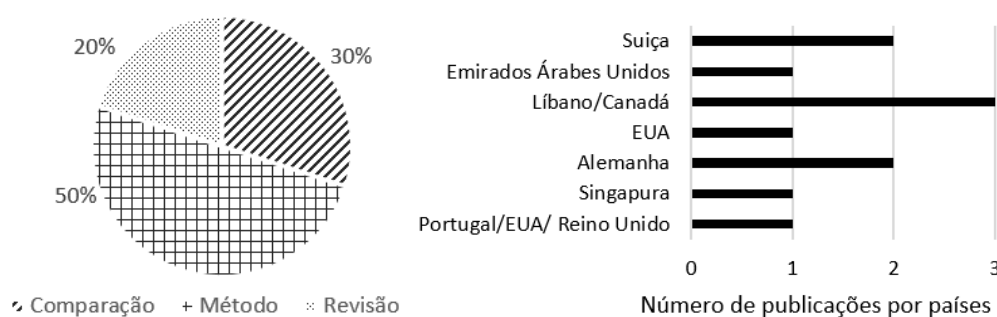 20%
30%
50%
Comparação Método Revisão
Suiça
Emirados Árabes Unidos
Líbano/Canadá
EUA
Alemanha
Singapura
Portugal/EUA/ Reino Unido
0 1 2 3
Número de publicações por países